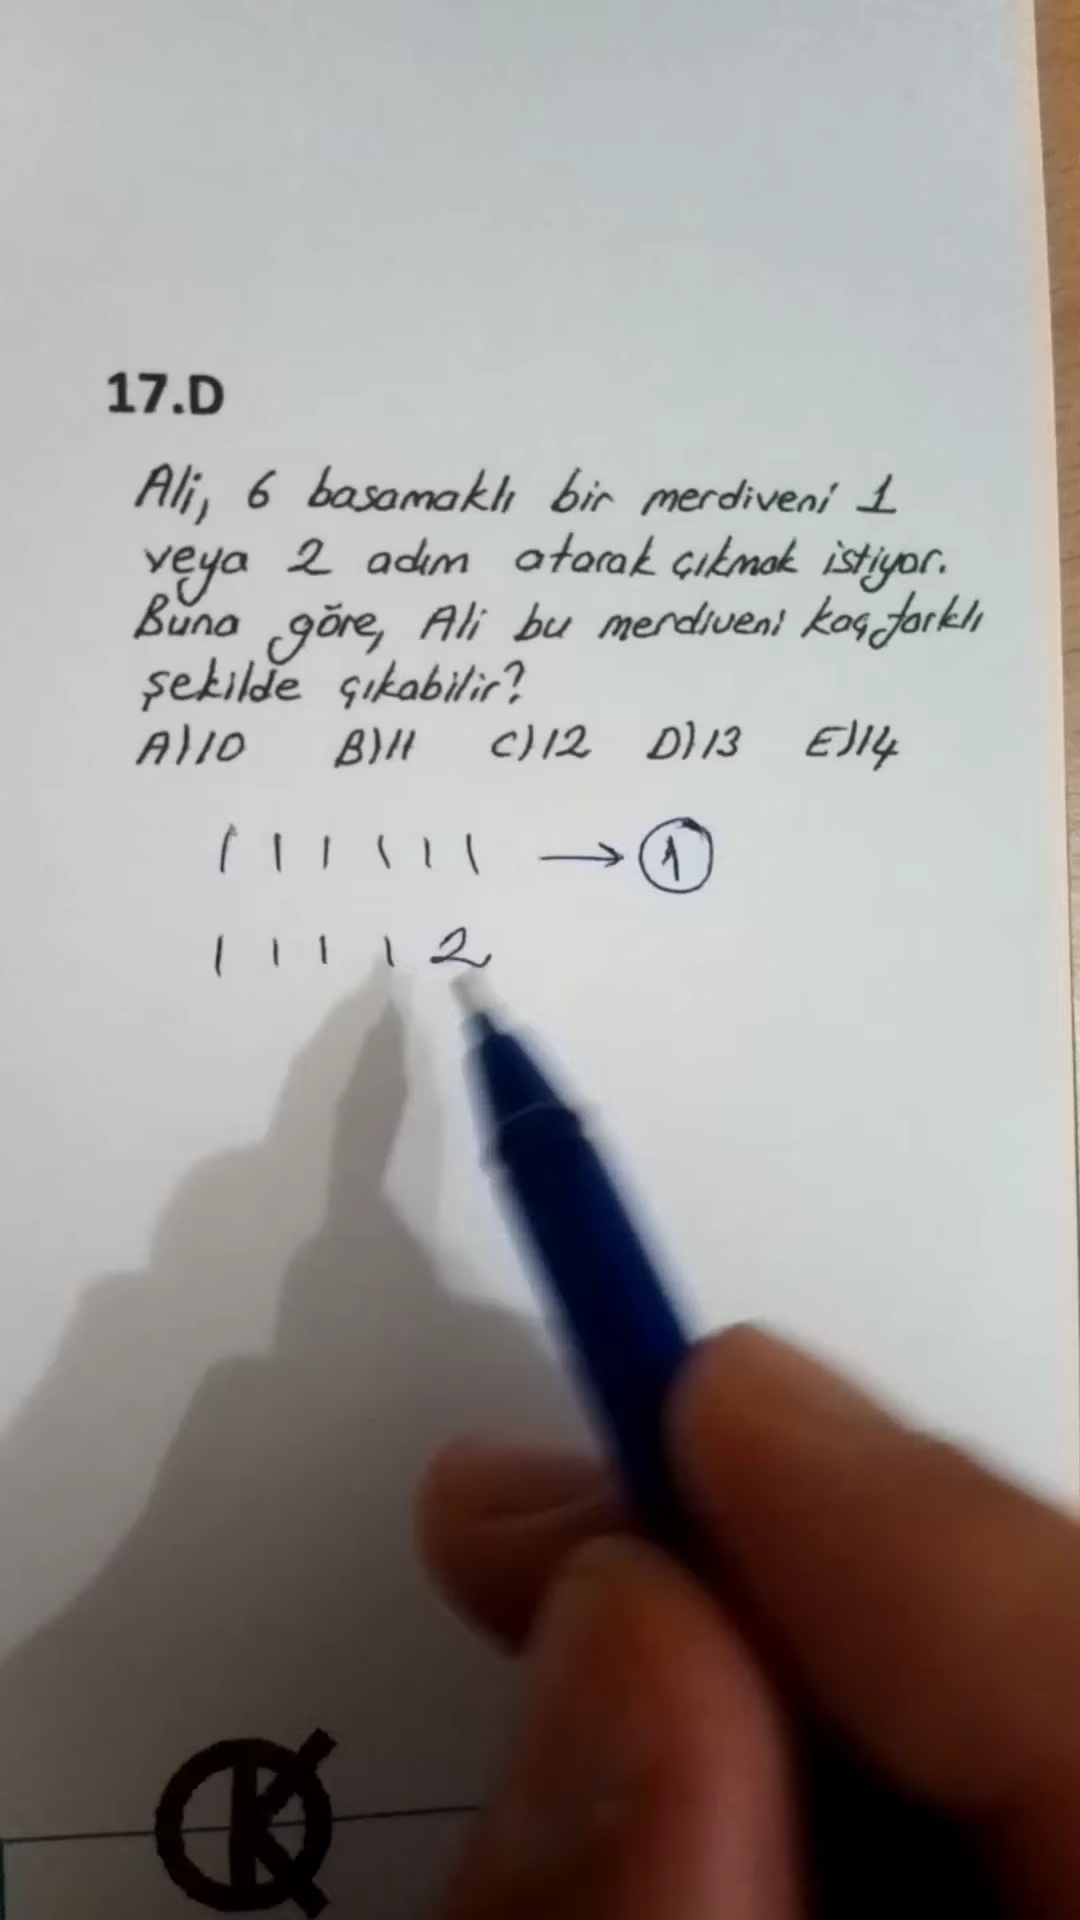 17.D
Ali, 6 basamaklı bir merdiveni 1
veya 2 adım atarak çıkmak istiyor.
Buna göre, Ali bu merdiveni kaç farklı
şekilde çıkabilir?
A) 10 B) 11 C) 12 D) 13 E) 14
1 1 1 1 1 1 → 1
1 1 1 1 2
K